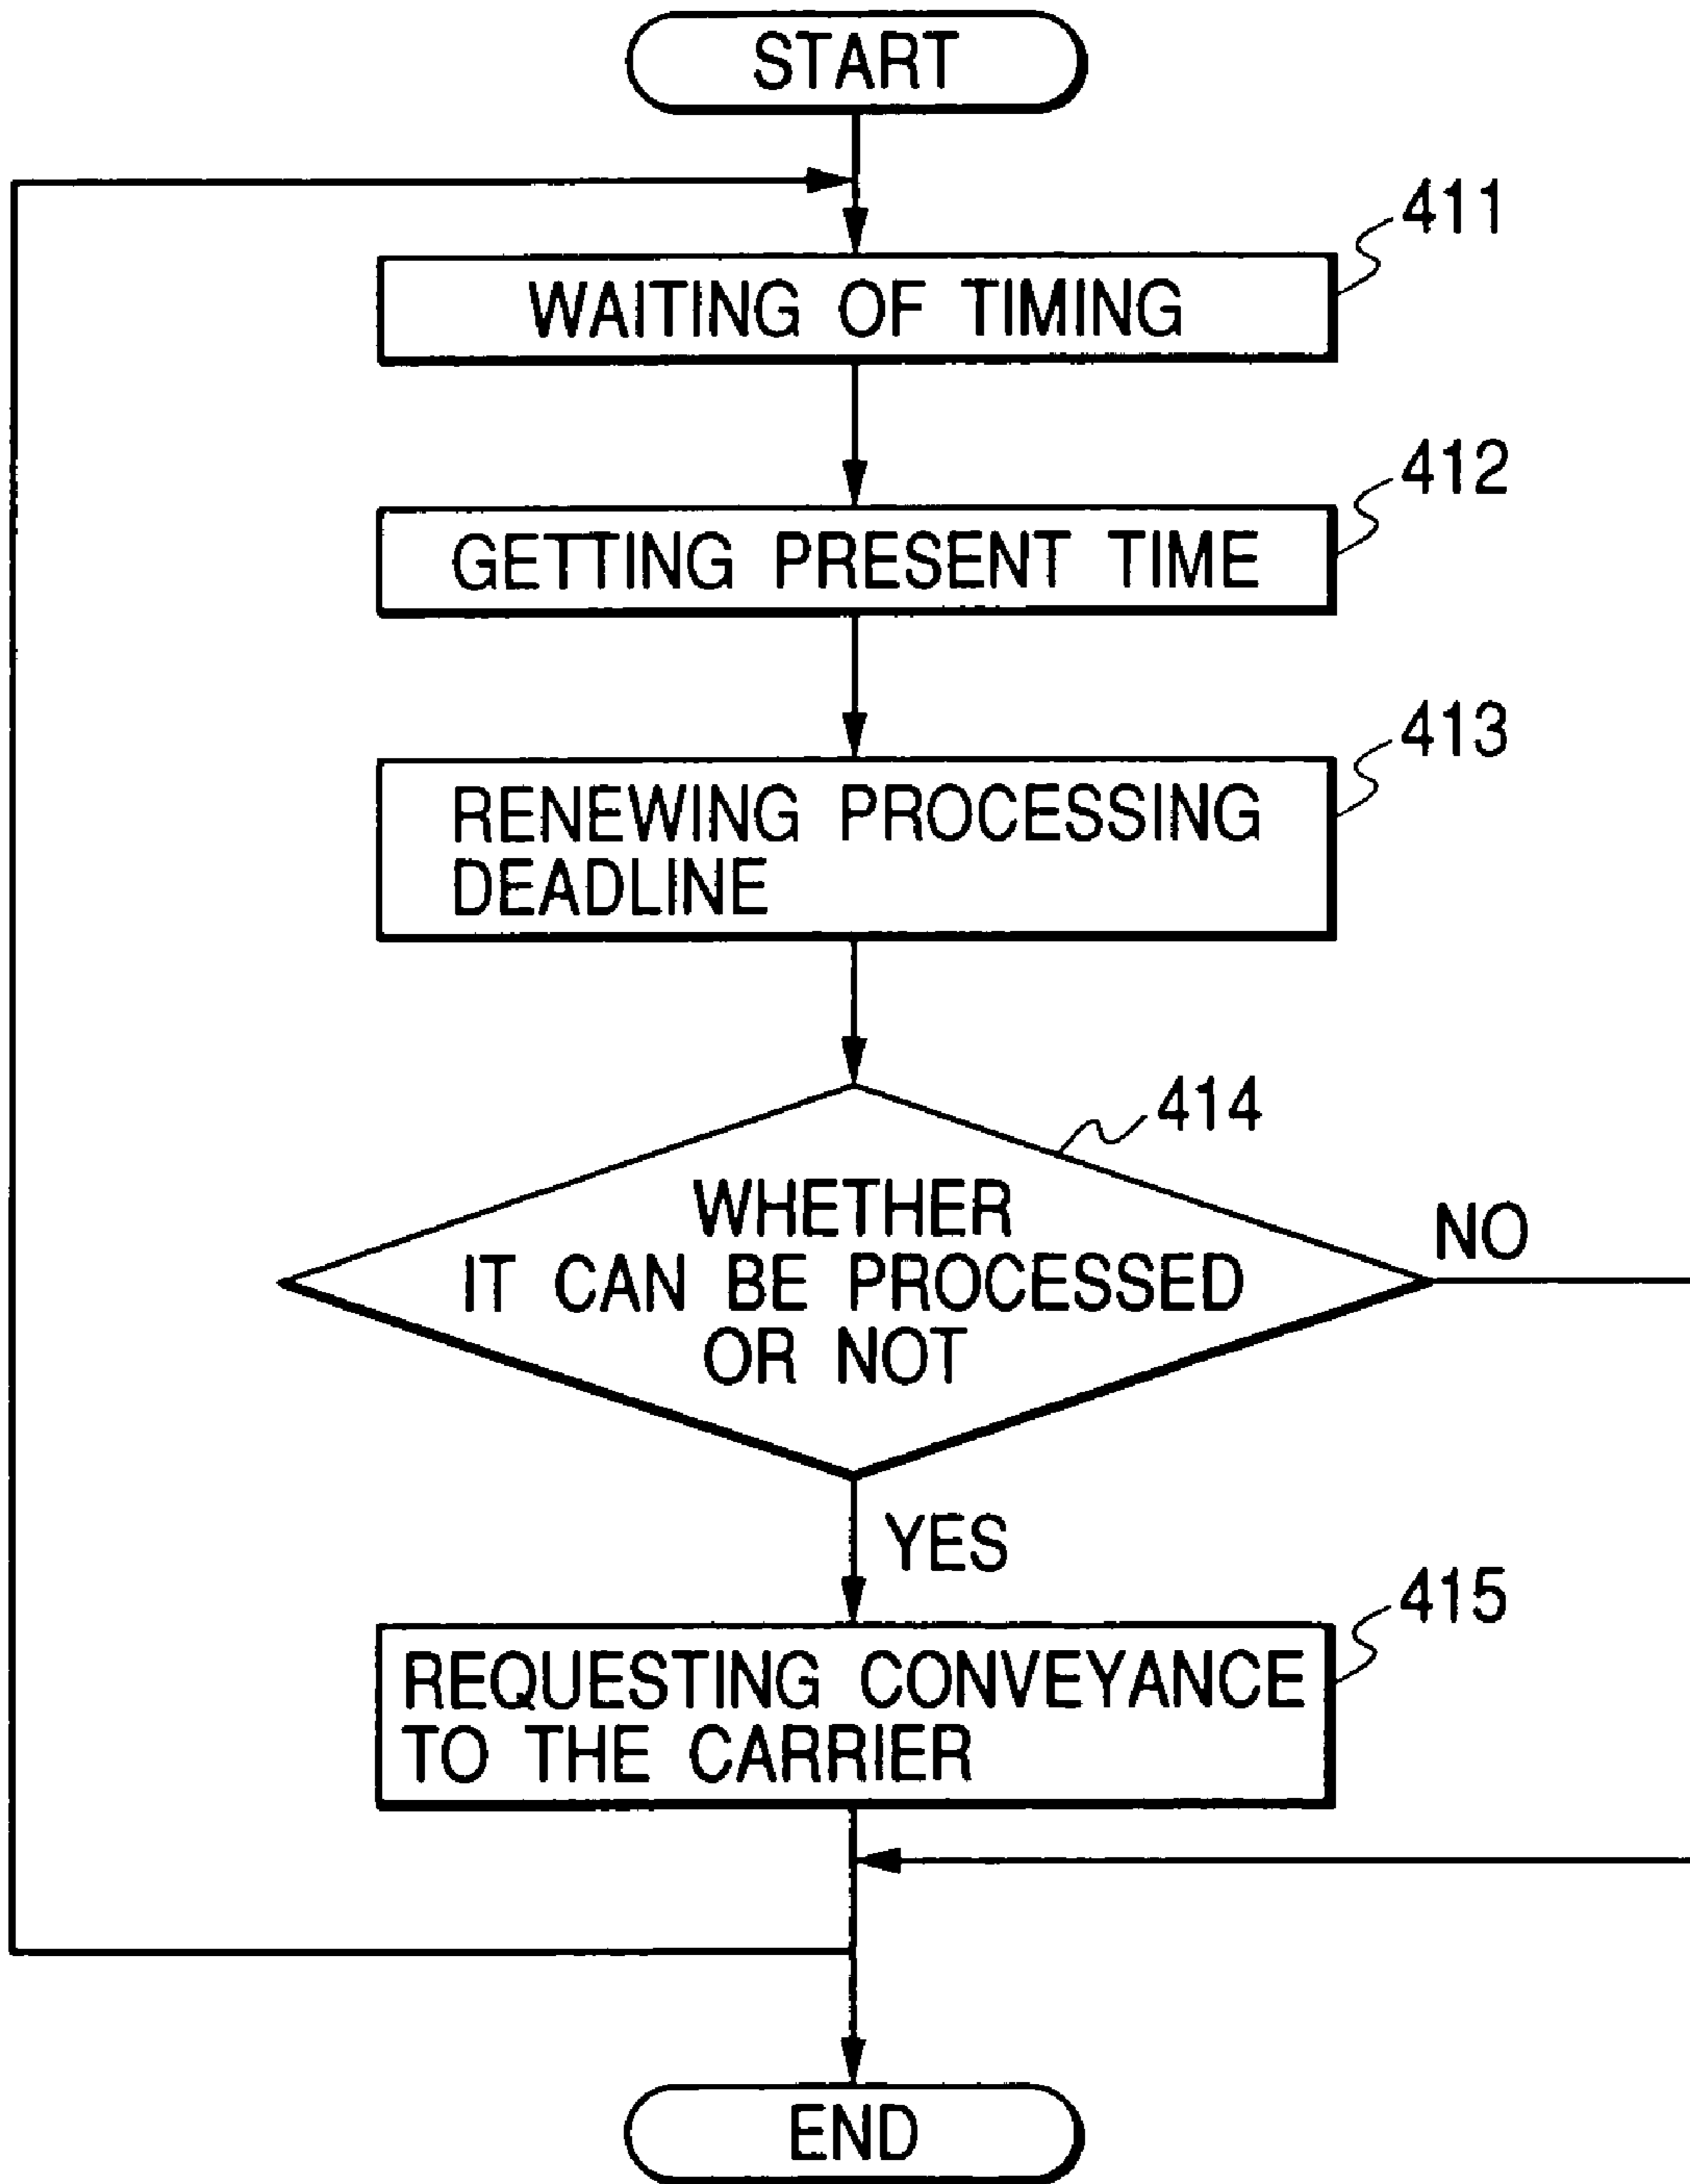 START
411
WAITING OF TIMING
412
GETTING PRESENT TIME
413
RENEWING PROCESSING
DEADLINE
414
WHETHER
IT CAN BE PROCESSED
OR NOT
NO
YES
415
REQUESTING CONVEYANCE
TO THE CARRIER
END